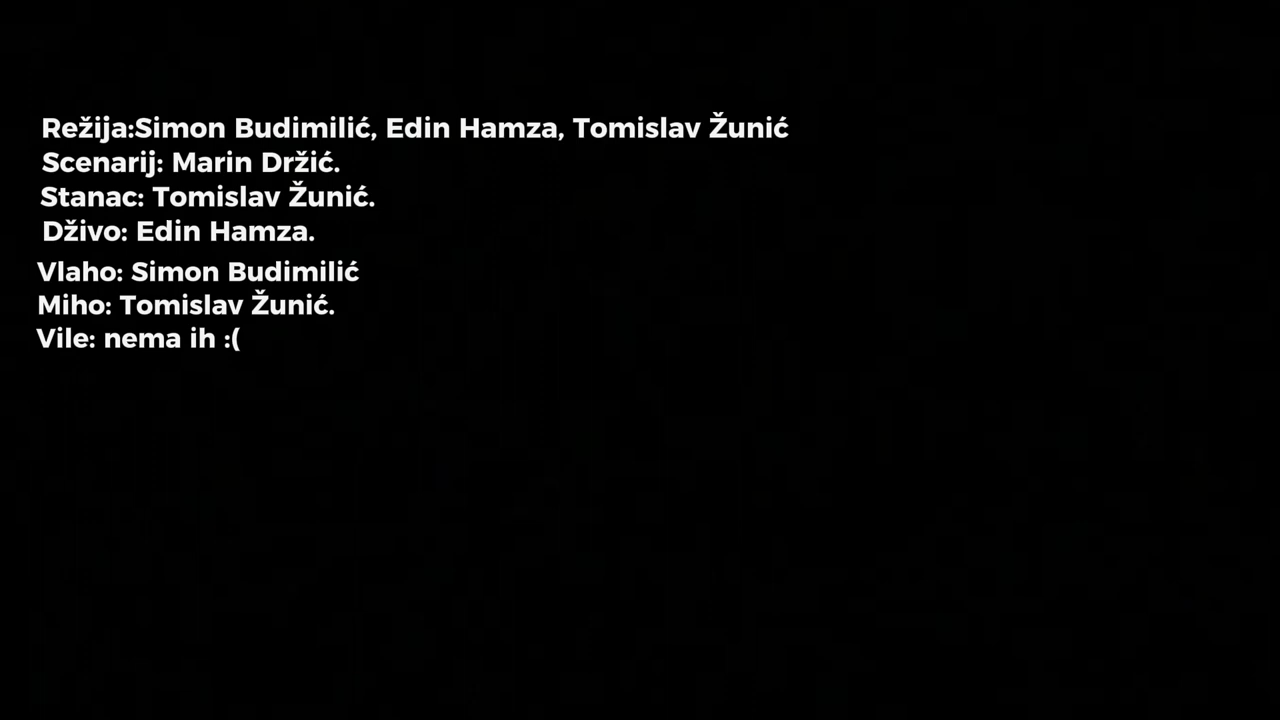 Režija:Simon Budimilić, Edin Hamza, Tomislav Žunić
Scenarij: Marin Držić.
Stanac: Tomislav Žunić.
Dživo: Edin Hamza.
Vlaho: Simon Budimilić
Miho: Tomislav Žunić.
Vile: nema ih :(